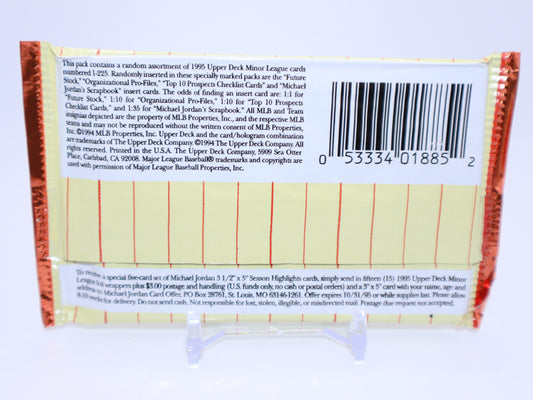 This pack contains a random assortment of 1995 Upper Deck Minor League cards
numbered 1-225. Randomly inserted in these specially marked packs are the "Future
Stock," "Organizational Pro-Files," "Top 10 Prospects Checklist Cards" and "Michael
Jordan's Scrapbook" insert cards. The odds of finding an insert card are: 1:1 for
"Future Stock," 1:10 for "Organizational Pro-Files," 1:10 for "Top 10 Prospects
Checklist Cards," and 1:35 for "Michael Jordan's Scrapbook." All MLB and Team
insignias depicted are the property of MLB Properties, Inc., and the respective MLB
teams and may not be reproduced without the written consent of MLB Properties,
Inc. ©1994 MLB Properties, Inc. Upper Deck and the card/hologram combination
are trademarks of The Upper Deck Company. ©1994 The Upper Deck Company. All
rights reserved. Printed in the U.S.A. The Upper Deck Company, 5909 Sea Otter
Place, Carlsbad, CA 92008. Major League Baseball® trademarks and copyrights are
used with permission of Major League Baseball Properties, Inc.
0 53334 01885 2
To receive a special five-card set of Michael Jordan 3 1/2" x 5" Season Highlights cards, simply send in fifteen (15) 1995 Upper Deck Minor
League foil wrappers plus $3.00 postage and handling (U.S. funds only, no cash or postal orders) and a 3" x 5" card with your name, age and
address to Michael Jordan Card Offer, PO Box 28761, St. Louis, MO 63146-1261. Offer expires 10/31/95 or while supplies last. Please allow
8-10 weeks for delivery. Do not send cash. Not responsible for lost, stolen, illegible, or misdirected mail. Postage due request not accepted.